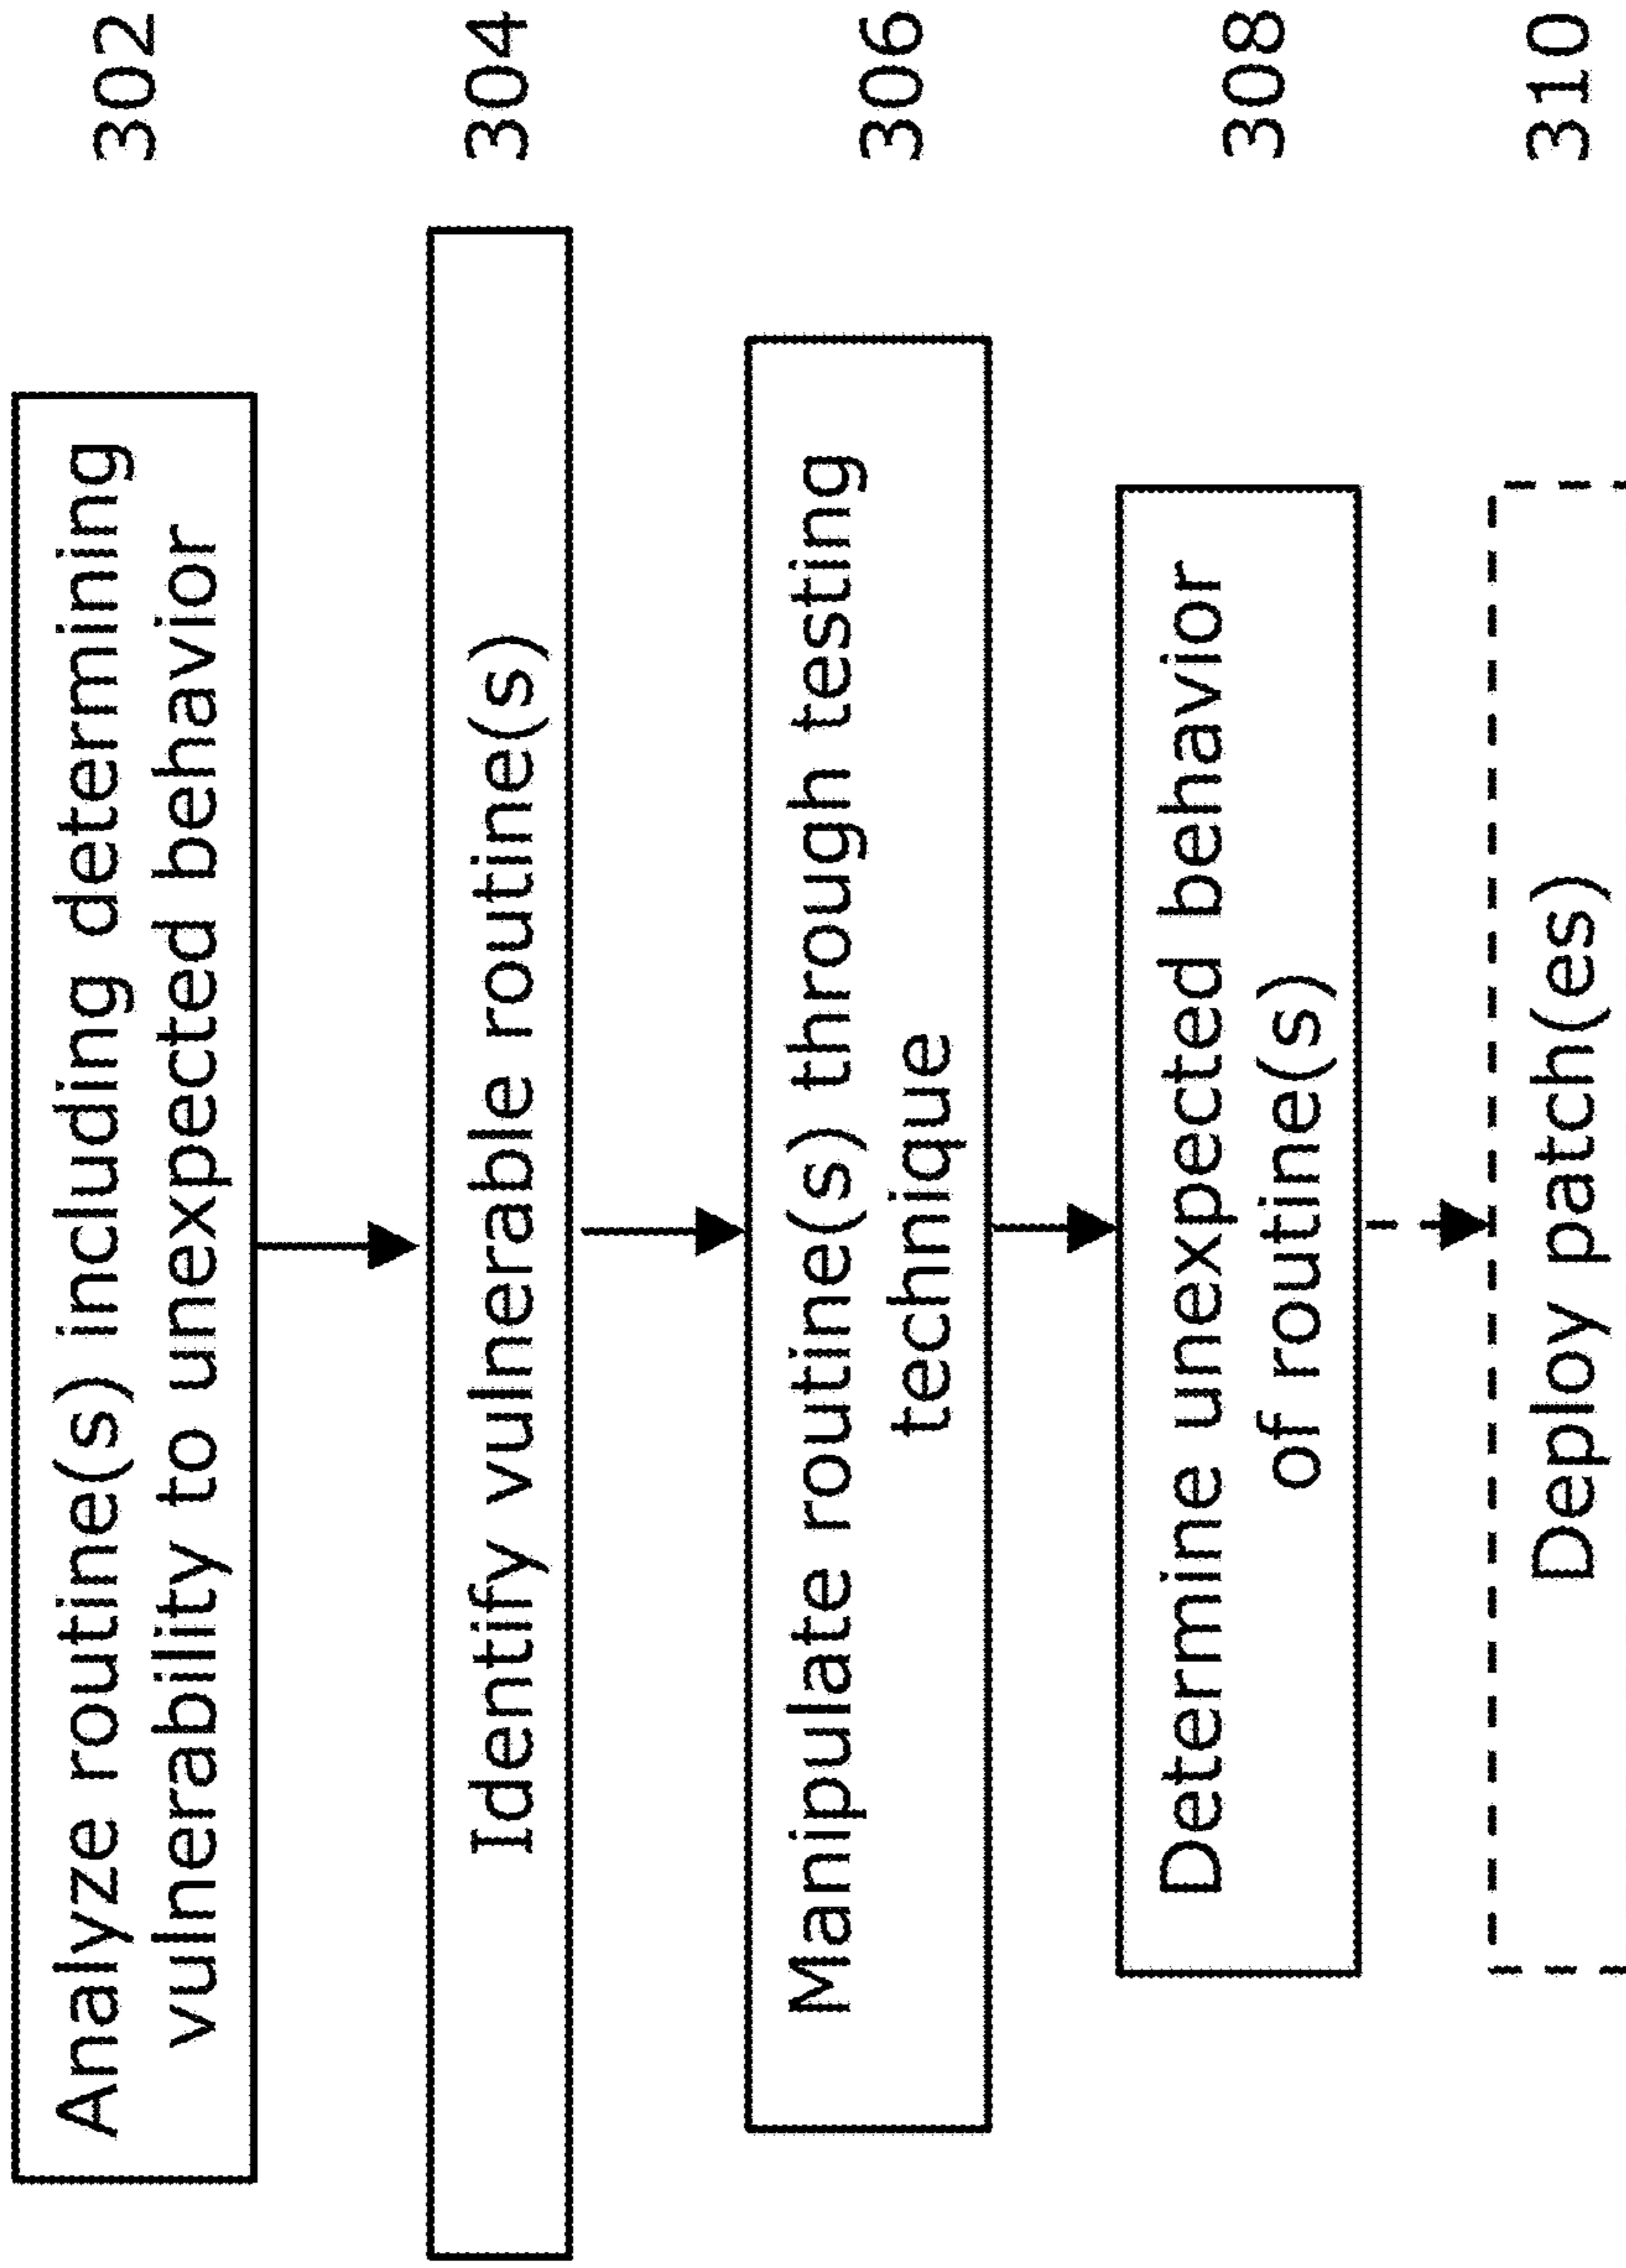 Analyze routine(s) including determining
vulnerability to unexpected behavior
302
Identify vulnerable routine(s)
304
Manipulate routine(s) through testing
technique
306
Determine unexpected behavior
of routine(s)
308
Deploy patch(es)
310